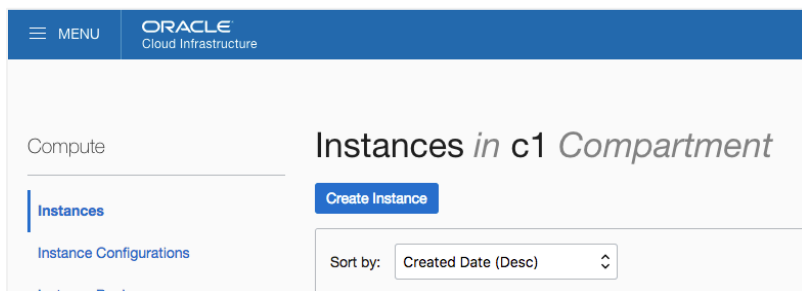 MENU
ORACLE
Cloud Infrastructure
Compute
Instances
Instance Configurations
Instances in c1 Compartment
Create Instance
Sort by: Created Date (Desc)